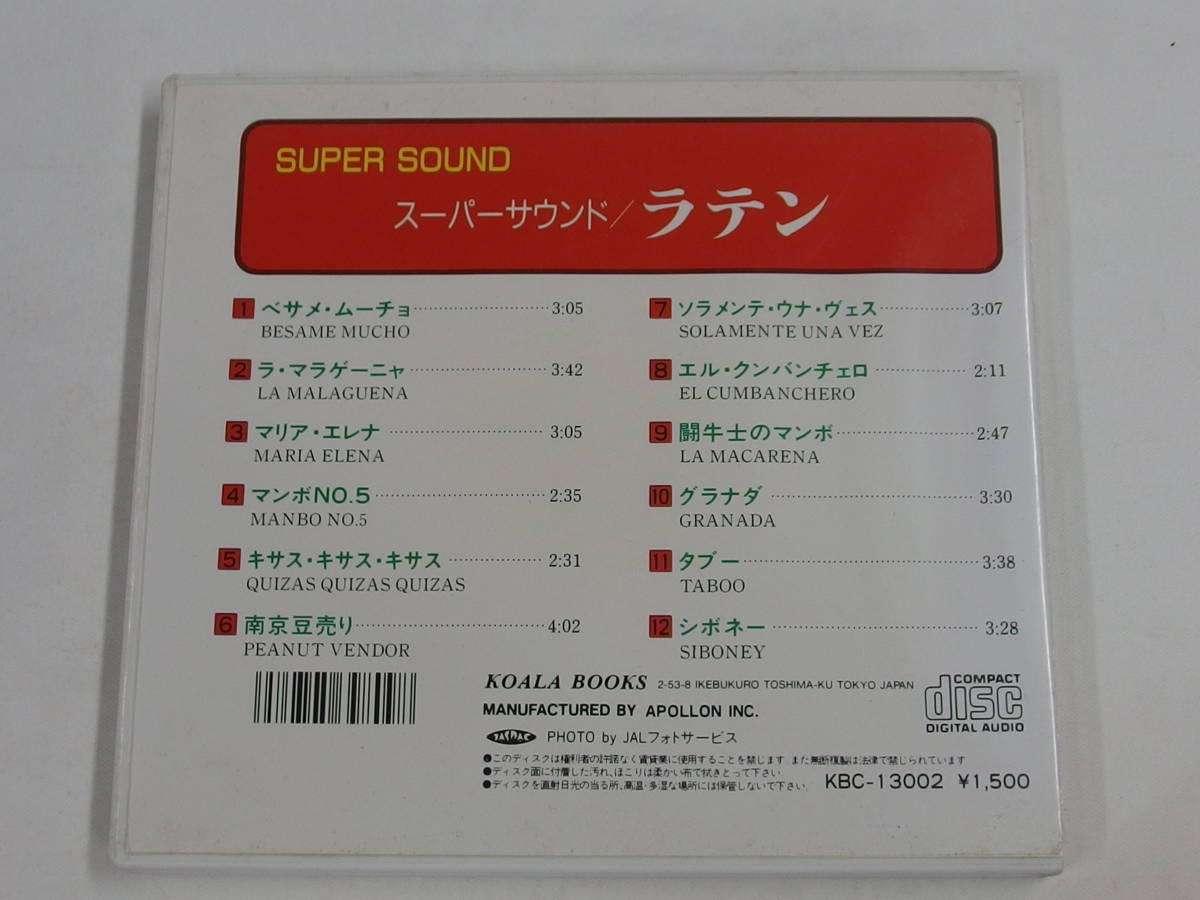 SUPER SOUND
スーパーサウンド/ラテン
1 ベサメ・ムーチョ 3:05
BESAME MUCHO
2 ラ・マラゲーニャ 3:42
LA MALAGUENA
3 マリア・エレナ 3:05
MARIA ELENA
4 マンボNO.5 2:35
MANBO NO.5
5 キサス・キサス・キサス 2:31
QUIZAS QUIZAS QUIZAS
6 南京豆売り 4:02
PEANUT VENDOR
7 ソラメンテ・ウナ・ヴェス 3:07
SOLAMENTE UNA VEZ
8 エル・クンバンチェロ 2:11
EL CUMBANCHERO
9 闘牛士のマンボ 2:47
LA MACARENA
10 グラナダ 3:30
GRANADA
11 タブー 3:38
TABOO
12 シボネー 3:28
SIBONEY
KOALA BOOKS 2-53-8 IKEBUKURO TOSHIMA-KU TOKYO JAPAN
MANUFACTURED BY APOLLON INC.
JASRAC PHOTO by JALフォトサービス
COMPACT
disc
DIGITAL AUDIO
●このディスクは権利者の許諾なく賃貸業に使用することを禁じます.また無断複製は法律で禁じられています
●ディスク面に付着した汚れ、ほこりは柔かい布で拭きとって下さい.
●ディスクを直射日光の当る所、高温・多湿な場所には保管しないで下さい.
KBC-13002 ¥1,500